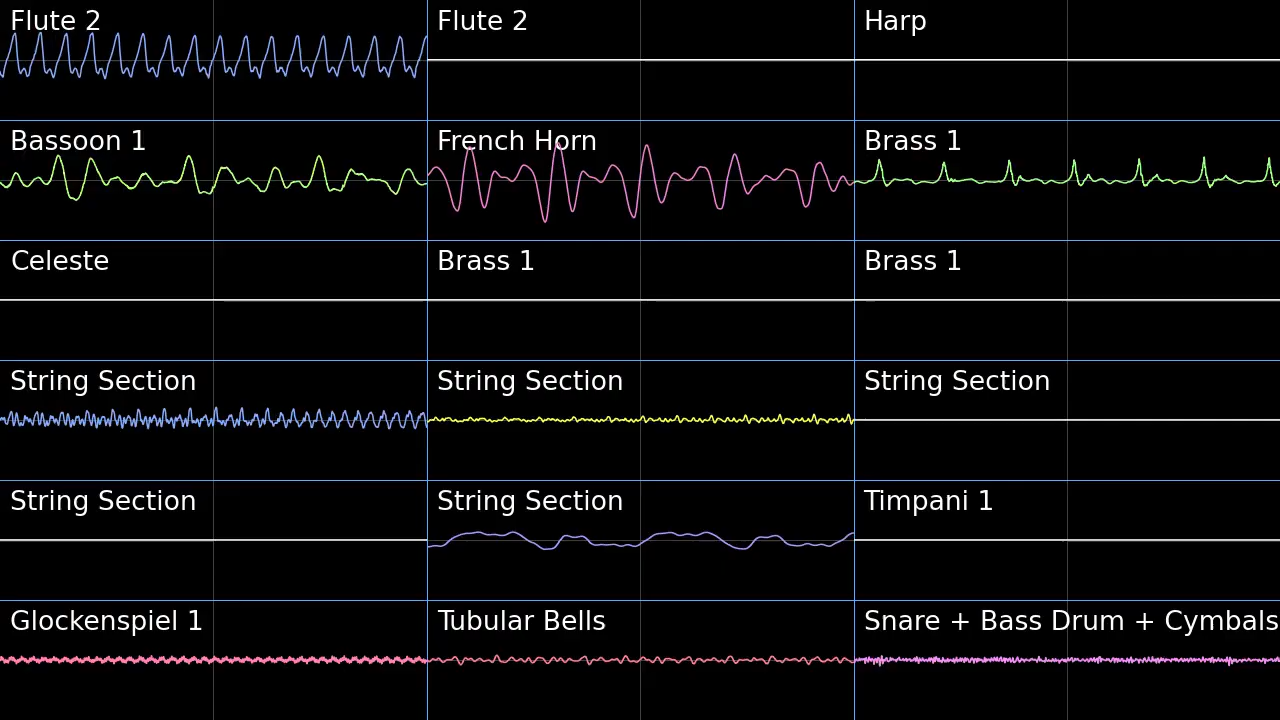 Flute 2
Flute 2
Harp
Bassoon 1
French Horn
Brass 1
Celeste
Brass 1
Brass 1
String Section
String Section
String Section
String Section
String Section
Timpani 1
Glockenspiel 1
Tubular Bells
Snare + Bass Drum + Cymbals